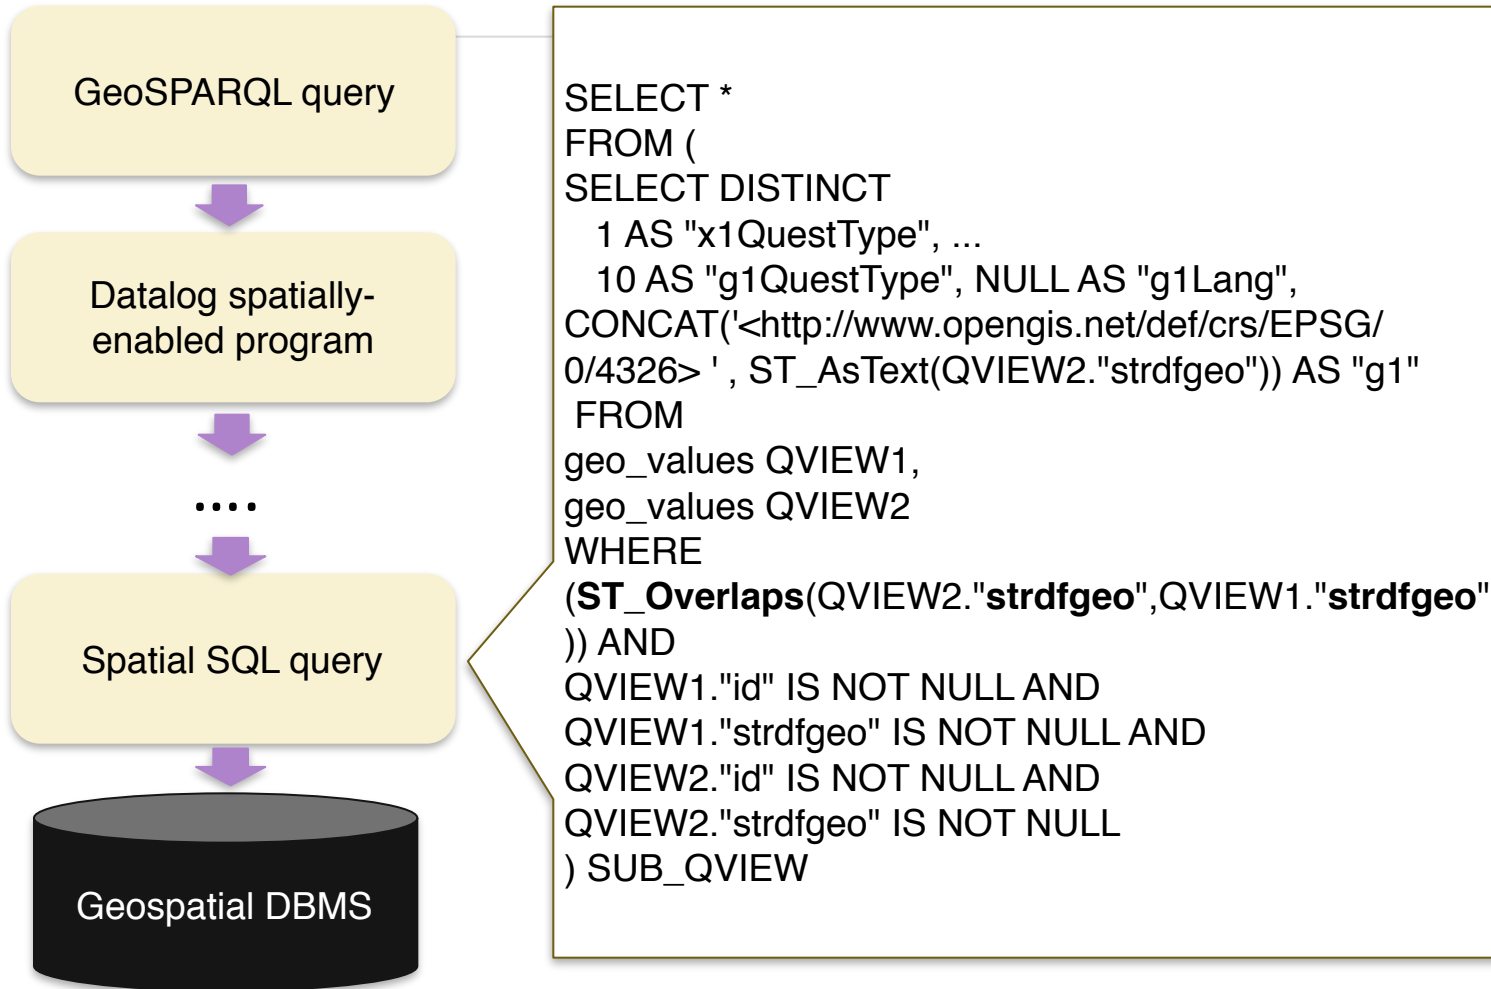 GeoSPARQL query
Datalog spatially-
enabled program
....
Spatial SQL query
Geospatial DBMS
SELECT *
FROM (
SELECT DISTINCT
1 AS "x1QuestType", ...
10 AS "g1QuestType", NULL AS "g1Lang",
CONCAT('<http://www.opengis.net/def/crs/EPSG/
0/4326> ' , ST_AsText(QVIEW2."strdfgeo")) AS "g1"
FROM
geo_values QVIEW1,
geo_values QVIEW2
WHERE
(ST_Overlaps(QVIEW2."strdfgeo",QVIEW1."strdfgeo"
)) AND
QVIEW1."id" IS NOT NULL AND
QVIEW1."strdfgeo" IS NOT NULL AND
QVIEW2."id" IS NOT NULL AND
QVIEW2."strdfgeo" IS NOT NULL
) SUB_QVIEW